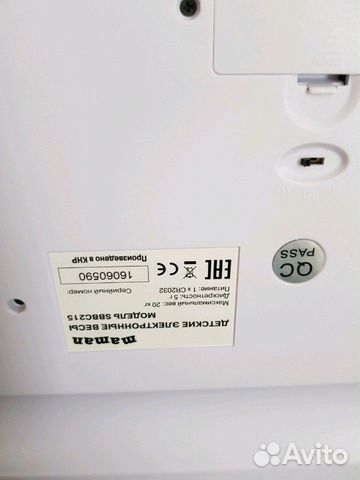 maman
ДЕТСКИЕ ЭЛЕКТРОННЫЕ ВЕСЫ
МОДЕЛЬ SBBC215
Максимальный вес: 20 кг
Дискретность: 5 г
Питание: 1 x CR2032
Серийный номер:
16060590
Произведено в КНР
EAC
QC
PASS
Avito